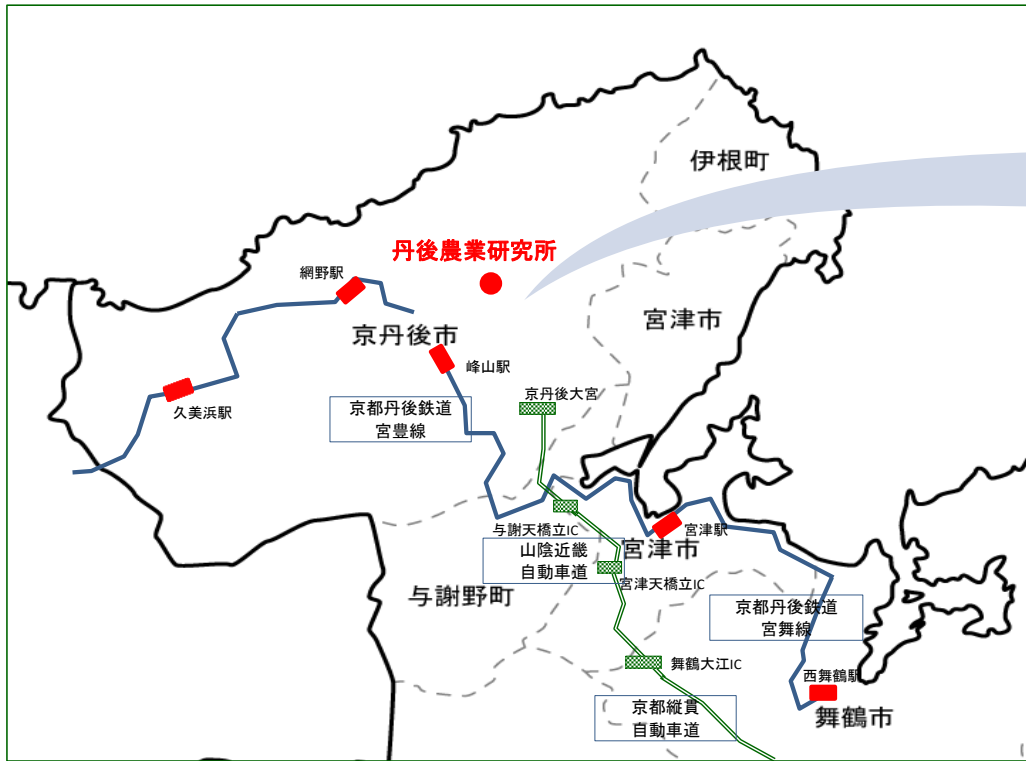 伊根町
丹後農業研究所
網野駅
宮津市
京丹後市
峰山駅
京丹後大宮
久美浜駅
京都丹後鉄道
宮豊線
与謝天橋立IC
宮津駅
山陰近畿
自動車道
宮津市
宮津天橋立IC
与謝野町
京都丹後鉄道
宮舞線
舞鶴大江IC
西舞鶴駅
京都縦貫
自動車道
舞鶴市